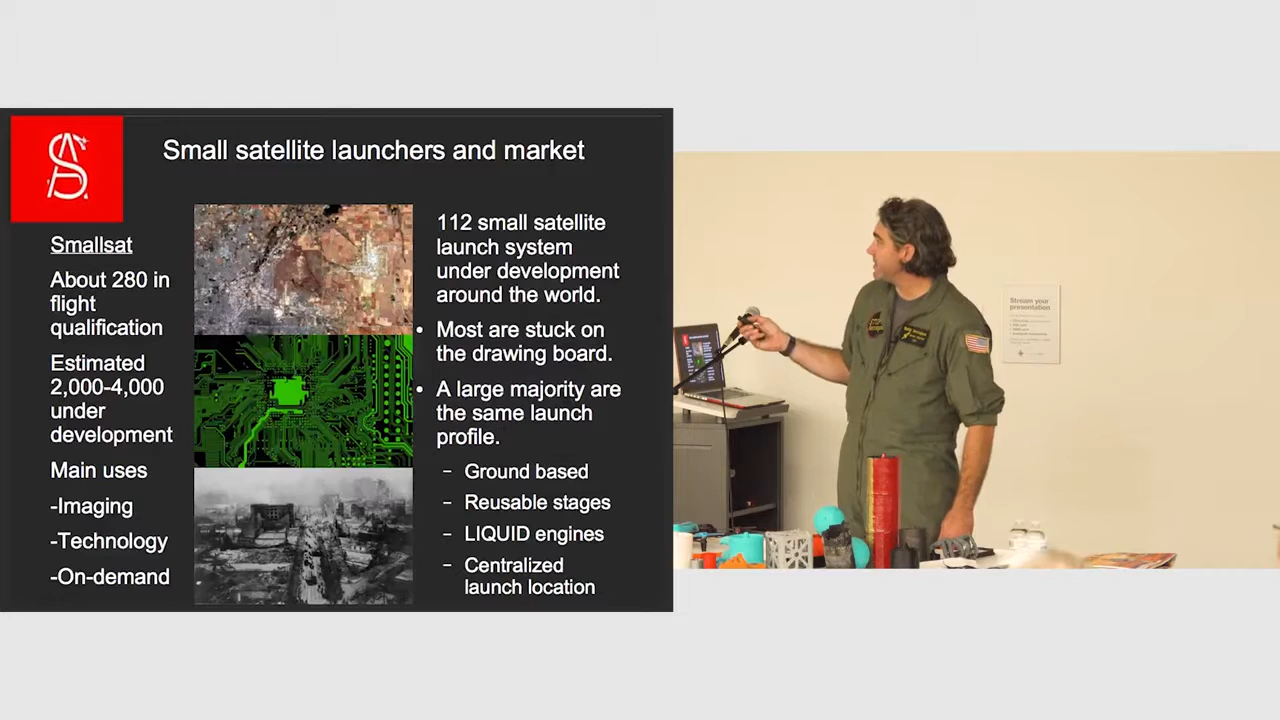 Small satellite launchers and market
Smallsat
About 280 in
flight
qualification
Estimated
2,000-4,000
under
development
Main uses
-Imaging
-Technology
-On-demand
112 small satellite
launch system
under development
around the world.
• Most are stuck on
the drawing board.
• A large majority are
the same launch
profile.
– Ground based
– Reusable stages
– LIQUID engines
– Centralized
launch location
Stream your
presentation